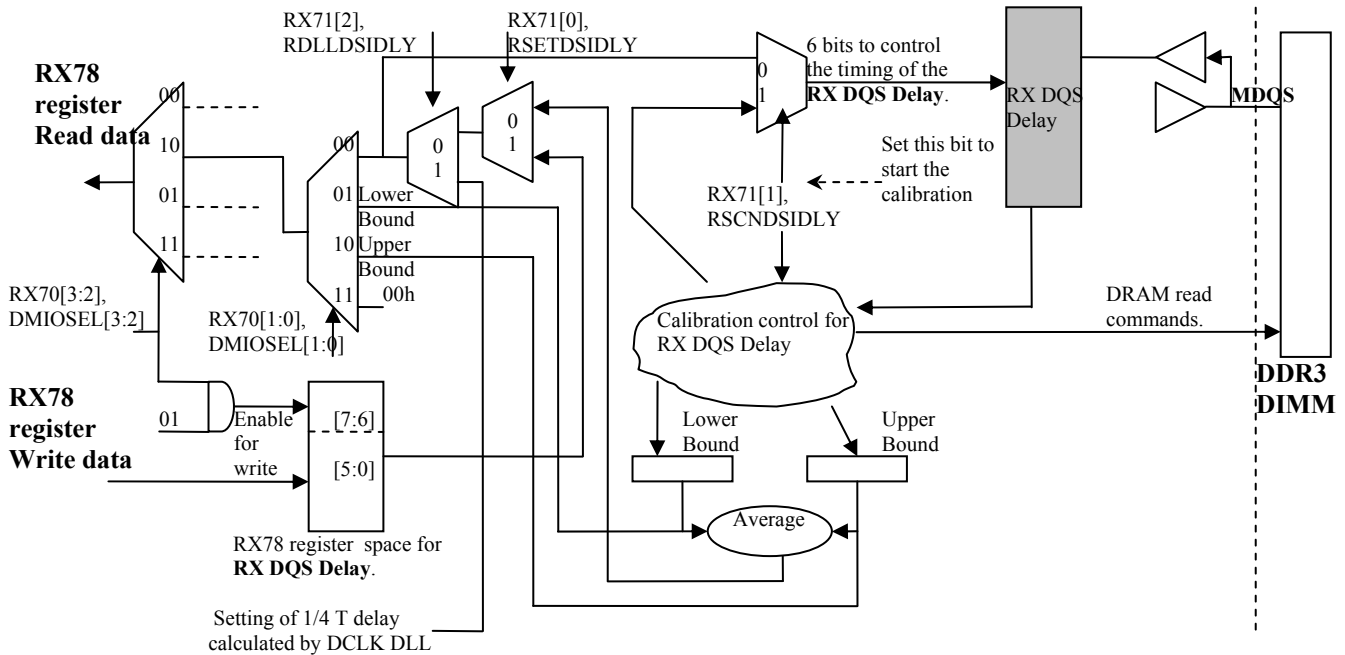 RX71[2],
RDLLDSIDLY
RX71[0],
RSETDSIDLY
6 bits to control
the timing of the
RX DQS Delay.
RX78
register
Read data
00
10
01
11
00
01
10
11
Lower
Bound
Upper
Bound
00h
0
1
0
1
0
1
RX DQS
Delay
MDQS
Set this bit to
start the
calibration
RX71[1],
RSCNDSIDLY
RX70[3:2],
DMIOSEL[3:2]
RX70[1:0],
DMIOSEL[1:0]
Calibration control for
RX DQS Delay
DRAM read
commands.
DDR3
DIMM
RX78
register
Write data
01
Enable
for
write
[7:6]
[5:0]
Lower
Bound
Upper
Bound
Average
RX78 register space for
RX DQS Delay.
Setting of 1/4 T delay
calculated by DCLK DLL